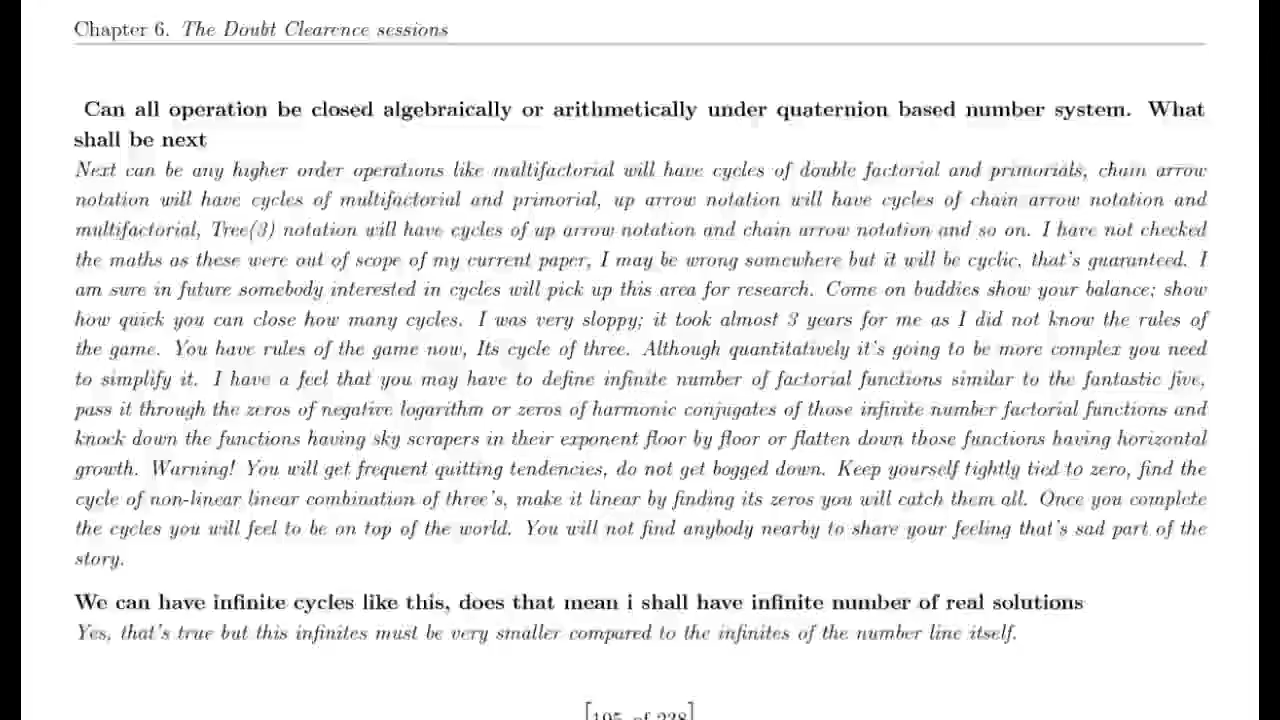 Chapter 6. The Doubt Clearence sessions
Can all operation be closed algebraically or arithmetically under quaternion based number system. What
shall be next
Next can be any higher order operations like multifactorial will have cycles of double factorial and primorials, chain arrow
notation will have cycles of multifactorial and primorial, up arrow notation will have cycles of chain arrow notation and
multifactorial, Tree(3) notation will have cycles of up arrow notation and chain arrow notation and so on. I have not checked
the maths as these were out of scope of my current paper, I may be wrong somewhere but it will be cyclic, that's guaranteed. I
am sure in future somebody interested in cycles will pick up this area for research. Come on buddies show your balance; show
how quick you can close how many cycles. I was very sloppy; it took almost 3 years for me as I did not know the rules of
the game. You have rules of the game now, Its cycle of three. Although quantitatively it's going to be more complex you need
to simplify it. I have a feel that you may have to define infinite number of factorial functions similar to the fantastic five,
pass it through the zeros of negative logarithm or zeros of harmonic conjugates of those infinite number factorial functions and
knock down the functions having sky scrapers in their exponent floor by floor or flatten down those functions having horizontal
growth. Warning! You will get frequent quitting tendencies, do not get bogged down. Keep yourself tightly tied to zero, find the
cycle of non-linear linear combination of three's, make it linear by finding its zeros you will catch them all. Once you complete
the cycles you will feel to be on top of the world. You will not find anybody nearby to share your feeling that's sad part of the
story.
We can have infinite cycles like this, does that mean i shall have infinite number of real solutions
Yes, that's true but this infinites must be very smaller compared to the infinites of the number line itself.
[195 of 238]